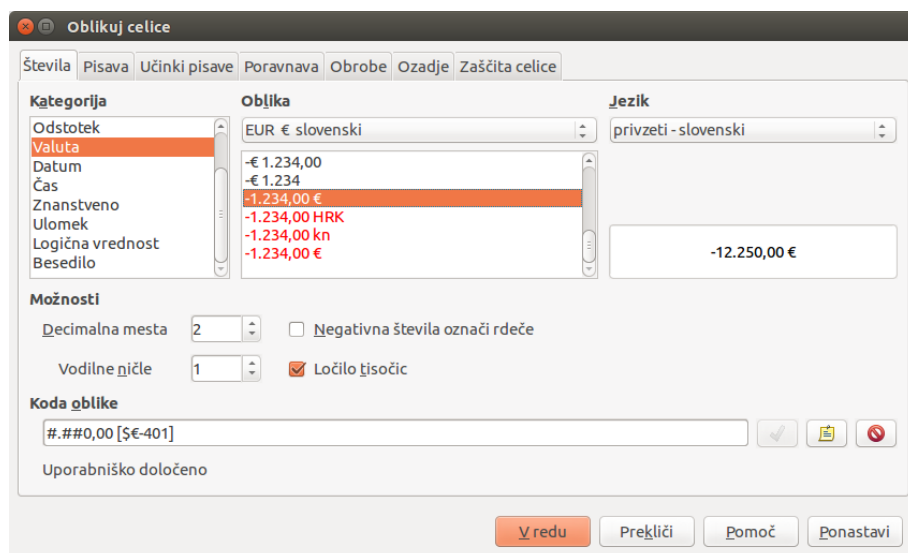 Oblikuj celice
Števila Pisava Učinki pisave Poravnava Obrobe Ozadje Zaščita celice
Kategorija
Odstotek
Valuta
Datum
Čas
Znanstveno
Ulomek
Logična vrednost
Besedilo
Oblika
EUR € slovenski
-€ 1.234,00
-€ 1.234
-1.234,00 €
-1.234,00 HRK
-1.234,00 kn
-1.234,00 €
Jezik
privzeti - slovenski
-12.250,00 €
Možnosti
Decimalna mesta 2 Negativna števila označi rdeče
Vodilne ničle 1 Ločilo tisočic
Koda oblike
#.##0,00 [$€-401]
Uporabniško določeno
V redu Prekliči Pomoč Ponastavi